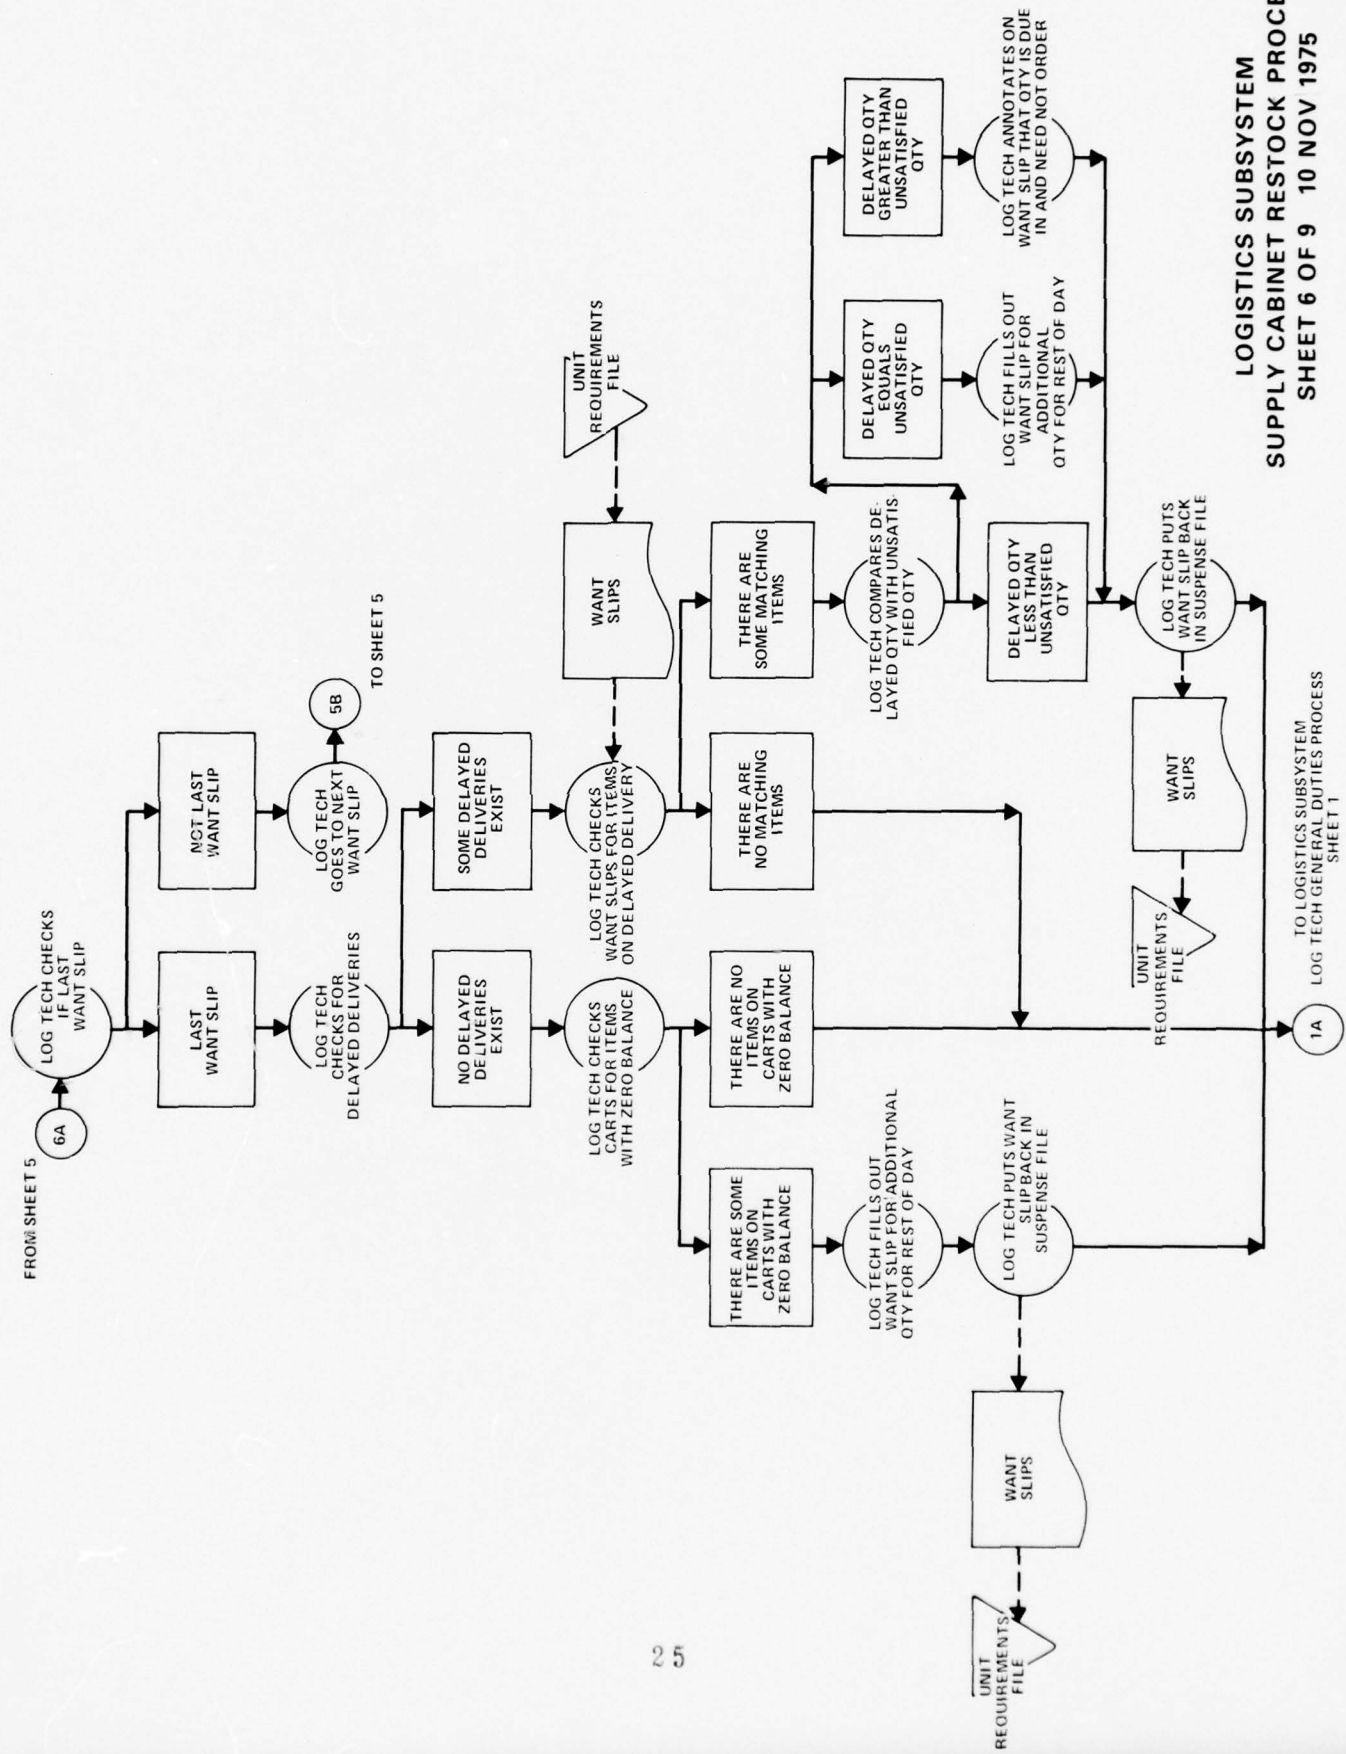 FROM SHEET 5
6A
LOG TECH CHECKS
IF LAST
WANT SLIP
LAST
WANT SLIP
NOT LAST
WANT SLIP
LOG TECH
CHECKS FOR
DELAYED DELIVERIES
LOG TECH
GOES TO NEXT
WANT SLIP
5B
TO SHEET 5
NO DELAYED
DELIVERIES
EXIST
SOME DELAYED
DELIVERIES
EXIST
LOG TECH CHECKS
CARTS FOR ITEMS
WITH ZERO BALANCE
LOG TECH CHECKS
WANT SLIPS FOR ITEMS
ON DELAYED DELIVERY
WANT
SLIPS
UNIT
REQUIREMENTS
FILE
THERE ARE SOME
ITEMS ON
CARTS WITH
ZERO BALANCE
THERE ARE NO
ITEMS ON
CARTS WITH
ZERO BALANCE
THERE ARE
NO MATCHING
ITEMS
THERE ARE
SOME MATCHING
ITEMS
LOG TECH FILLS OUT
WANT SLIP FOR ADDITIONAL
QTY FOR REST OF DAY
LOG TECH COMPARES DE-
LAYED QTY WITH UNSATIS-
FIED QTY
DELAYED QTY
EQUALS
UNSATISFIED
QTY
DELAYED QTY
GREATER THAN
UNSATISFIED
QTY
LOG TECH PUTS WANT
SLIP BACK IN
SUSPENSE FILE
DELAYED QTY
LESS THAN
UNSATISFIED
QTY
LOG TECH FILLS OUT
WANT SLIP FOR
ADDITIONAL
QTY FOR REST OF DAY
LOG TECH ANNOTATES ON
WANT SLIP THAT QTY IS DUE
IN AND NEED NOT ORDER
UNIT
REQUIREMENTS
FILE
WANT
SLIPS
UNIT
REQUIREMENTS
FILE
WANT
SLIPS
LOG TECH PUTS
WANT SLIP BACK
IN SUSPENSE FILE
1A
TO LOGISTICS SUBSYSTEM
LOG TECH GENERAL DUTIES PROCESS
SHEET 1
LOGISTICS SUBSYSTEM
SUPPLY CABINET RESTOCK PROCE
SHEET 6 OF 9 10 NOV 1975
25